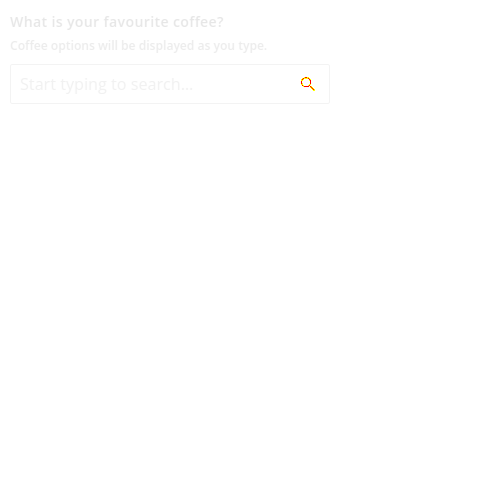 What is your favourite coffee?
Coffee options will be displayed as you type.
Start typing to search...